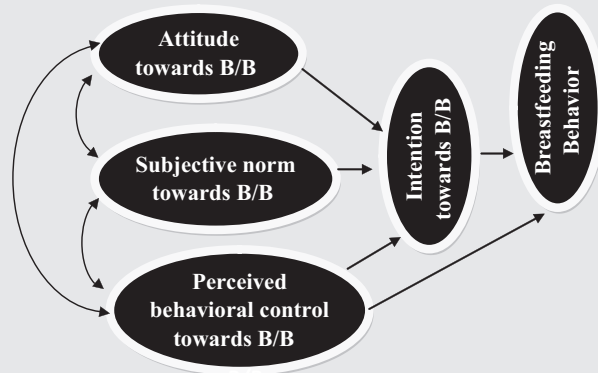 Attitude
towards B/B
Subjective norm
towards B/B
Perceived
behavioral control
towards B/B
Intention
towards B/B
Breastfeeding
Behavior